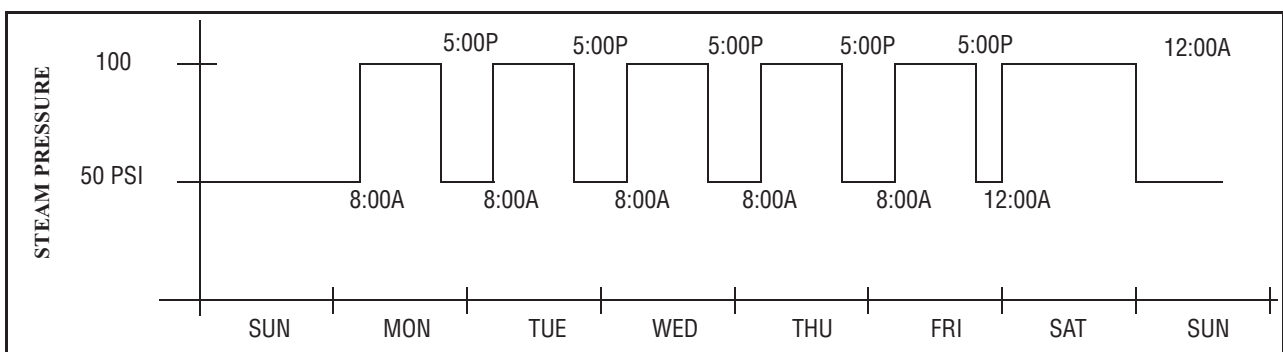 5:00P 5:00P 5:00P 5:00P 5:00P 12:00A
100
STEAM PRESSURE
50 PSI
8:00A 8:00A 8:00A 8:00A 8:00A 12:00A
SUN MON TUE WED THU FRI SAT SUN